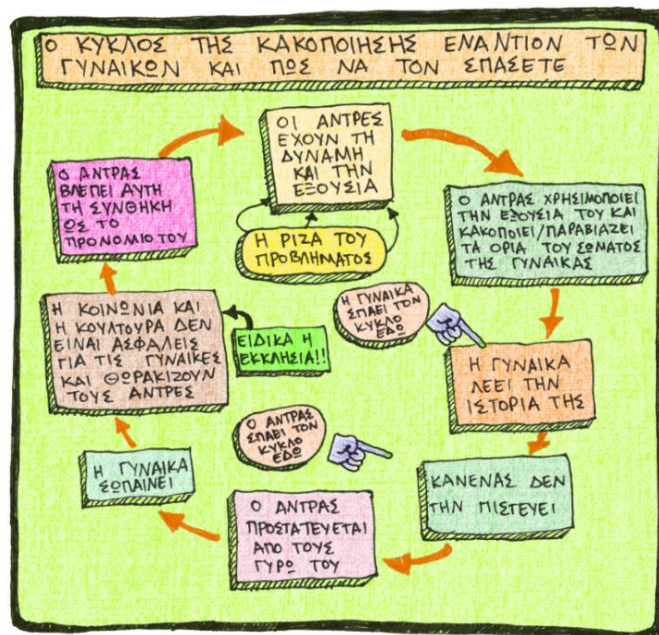 Ο ΚΥΚΛΟΣ ΤΗΣ ΚΑΚΟΠΟΙΗΣΗΣ ΕΝΑΝΤΙΟΝ ΤΩΝ
ΓΥΝΑΙΚΩΝ ΚΑΙ ΠΩΣ ΝΑ ΤΟΝ ΣΠΑΣΕΤΕ
ΟΙ ΑΝΤΡΕΣ
ΕΧΟΥΝ ΤΗ
ΔΥΝΑΜΗ
ΚΑΙ ΤΗΝ
ΕΞΟΥΣΙΑ
Η ΡΙΖΑ ΤΟΥ
ΠΡΟΒΛΗΜΑΤΟΣ
Ο ΑΝΤΡΑΣ ΧΡΗΣΙΜΟΠΟΙΕΙ
ΤΗΝ ΕΞΟΥΣΙΑ ΤΟΥ ΚΑΙ
ΚΑΚΟΠΟΙΕΙ/ΠΑΡΑΒΙΑΖΕΙ
ΤΑ ΟΡΙΑ ΤΟΥ ΣΩΜΑΤΟΣ
ΤΗΣ ΓΥΝΑΙΚΑΣ
Η ΓΥΝΑΙΚΑ
ΣΠΑΕΙ ΤΟΝ
ΚΥΚΛΟ
ΕΔΩ
Η ΓΥΝΑΙΚΑ
ΛΕΕΙ ΤΗΝ
ΙΣΤΟΡΙΑ ΤΗΣ
ΚΑΝΕΝΑΣ ΔΕΝ
ΤΗΝ ΠΙΣΤΕΥΕΙ
Ο ΑΝΤΡΑΣ
ΣΠΑΕΙ ΤΟΝ
ΚΥΚΛΟ
ΕΔΩ
Ο ΑΝΤΡΑΣ
ΠΡΟΣΤΑΤΕΥΕΤΑΙ
ΑΠΟ ΤΟΥΣ
ΓΥΡΩ ΤΟΥ
Η ΓΥΝΑΙΚΑ
ΣΩΠΑΙΝΕΙ
Η ΚΟΙΝΩΝΙΑ ΚΑΙ
Η ΚΟΥΛΤΟΥΡΑ ΔΕΝ
ΕΙΝΑΙ ΑΣΦΑΛΕΙΣ
ΓΙΑ ΤΙΣ ΓΥΝΑΙΚΕΣ
ΚΑΙ ΘΩΡΑΚΙΖΟΥΝ
ΤΟΥΣ ΑΝΤΡΕΣ
ΕΙΔΙΚΑ Η
ΕΚΚΛΗΣΙΑ!!
Ο ΑΝΤΡΑΣ
ΒΛΕΠΕΙ ΑΥΤΗ
ΤΗ ΣΥΝΘΗΚΗ
ΩΣ ΤΟ
ΠΡΟΝΟΜΙΟ ΤΟΥ